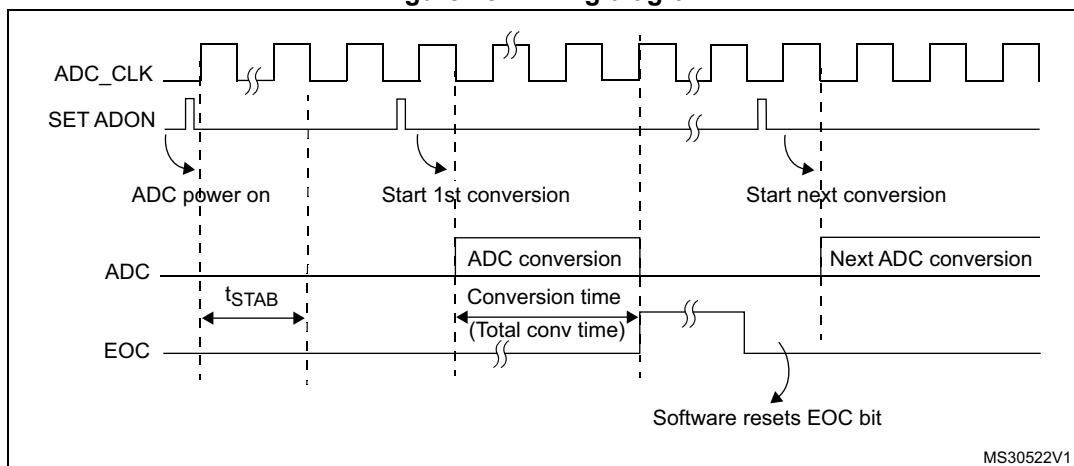 ADC_CLK
SET ADON
ADC power on
Start 1st conversion
Start next conversion
ADC
ADC conversion
Next ADC conversion
tSTAB
Conversion time
(Total conv time)
EOC
Software resets EOC bit
MS30522V1